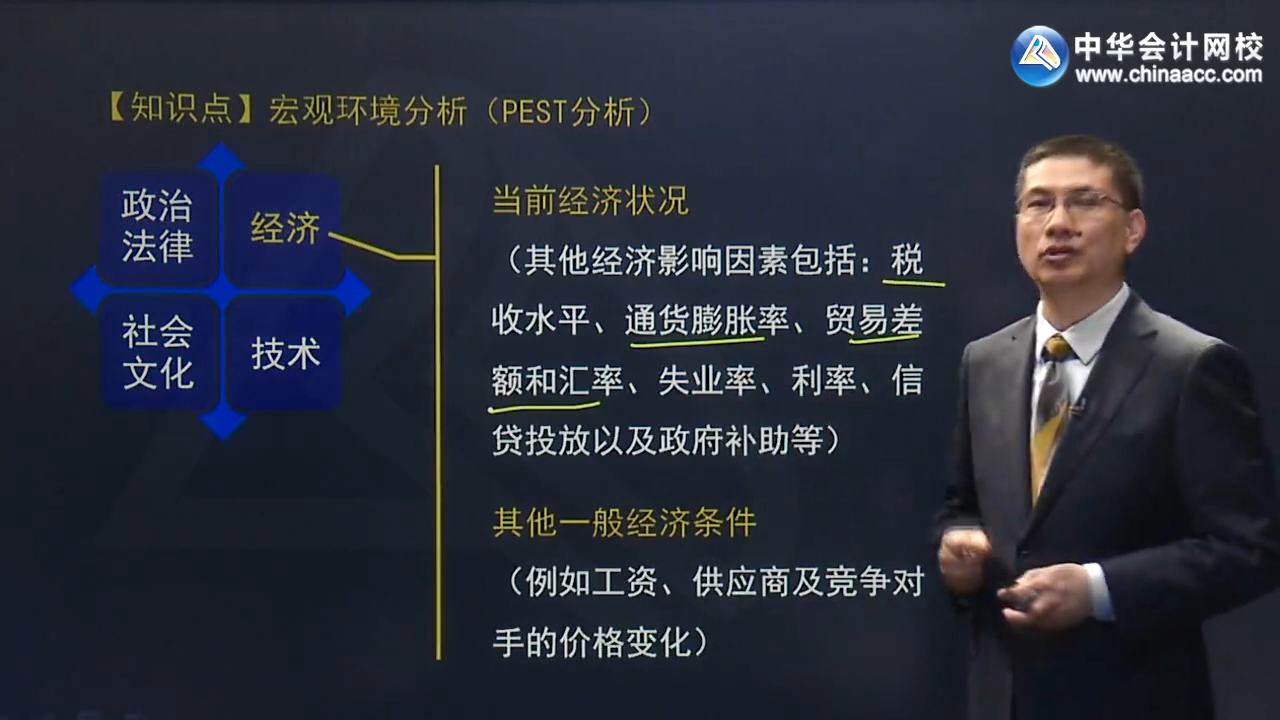 中华会计网校
www.chinaacc.com
【知识点】宏观环境分析（PEST分析）
政治
法律
经济
社会
文化
技术
当前经济状况
（其他经济影响因素包括：税
收水平、通货膨胀率、贸易差
额和汇率、失业率、利率、信
贷投放以及政府补助等）
其他一般经济条件
（例如工资、供应商及竞争对
手的价格变化）